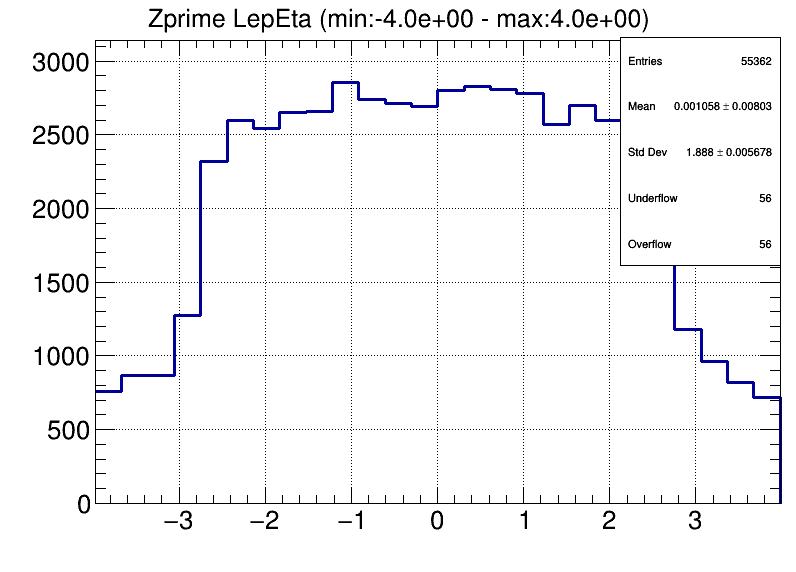 Zprime LepEta (min:-4.0e+00 - max:4.0e+00)
Entries 55362
Mean 0.001058 ± 0.00803
Std Dev 1.888 ± 0.005678
Underflow 56
Overflow 56
3000
2500
2000
1500
1000
500
0
−3 −2 −1 0 1 2 3